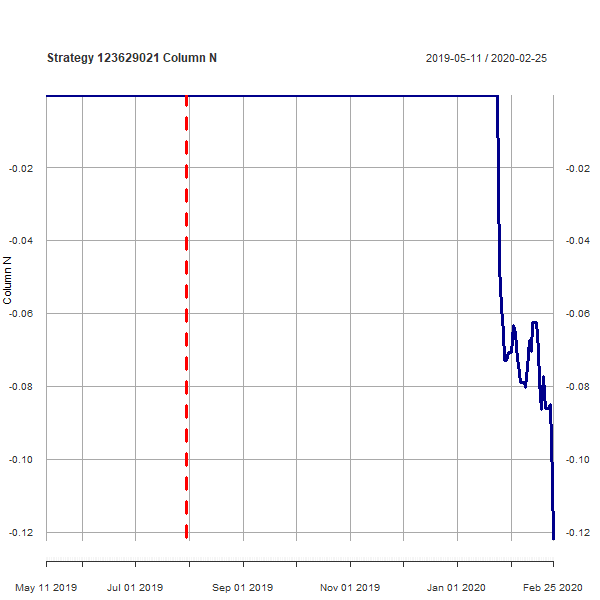 Strategy 123629021 Column N
2019-05-11 / 2020-02-25
Column N
-0.02
-0.04
-0.06
-0.08
-0.10
-0.12
-0.02
-0.04
-0.06
-0.08
-0.10
-0.12
May 11 2019
Jul 01 2019
Sep 01 2019
Nov 01 2019
Jan 01 2020
Feb 25 2020